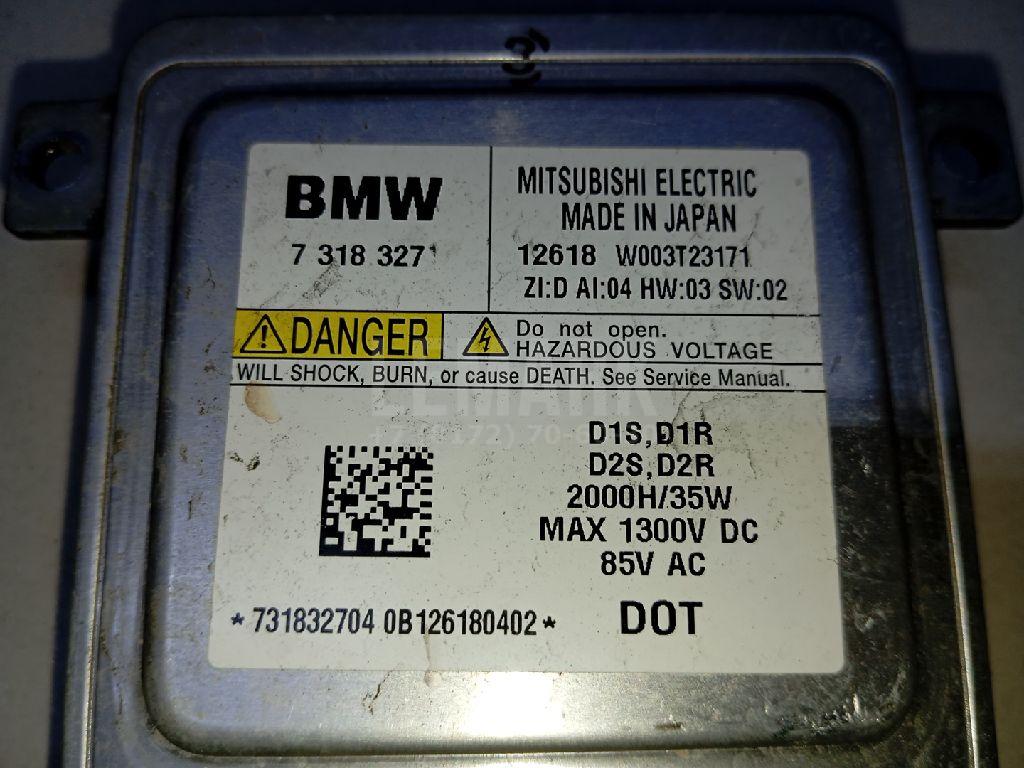 BMW
7 318 3271
MITSUBISHI ELECTRIC
MADE IN JAPAN
12618 W003T23171
ZI:D AI:04 HW:03 SW:02
DANGER
Do not open.
HAZARDOUS VOLTAGE
WILL SHOCK, BURN, or cause DEATH. See Service Manual.
D1S,D1R
D2S,D2R
2000H/35W
MAX 1300V DC
85V AC
*731832704 0B126180402*
DOT